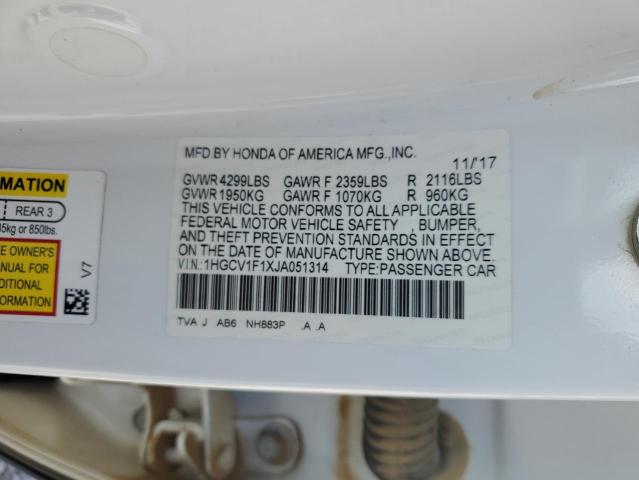 RMATION
REAR 3
85kg or 850lbs.
E OWNER'S
ANUAL FOR
DITIONAL
ORMATION
V7
MFD.BY HONDA OF AMERICA MFG.,INC. 11/'17
GVWR 4299LBS GAWR F 2359LBS R 2116LBS
GVWR 1950KG GAWR F 1070KG R 960KG
THIS VEHICLE CONFORMS TO ALL APPLICABLE
FEDERAL MOTOR VEHICLE SAFETY , BUMPER,
AND THEFT PREVENTION STANDARDS IN EFFECT
ON THE DATE OF MANUFACTURE SHOWN ABOVE.
V.I.N.:1HGCV1F1XJA051314 TYPE:PASSENGER CAR
TVA J AB6 NH883P .A .A